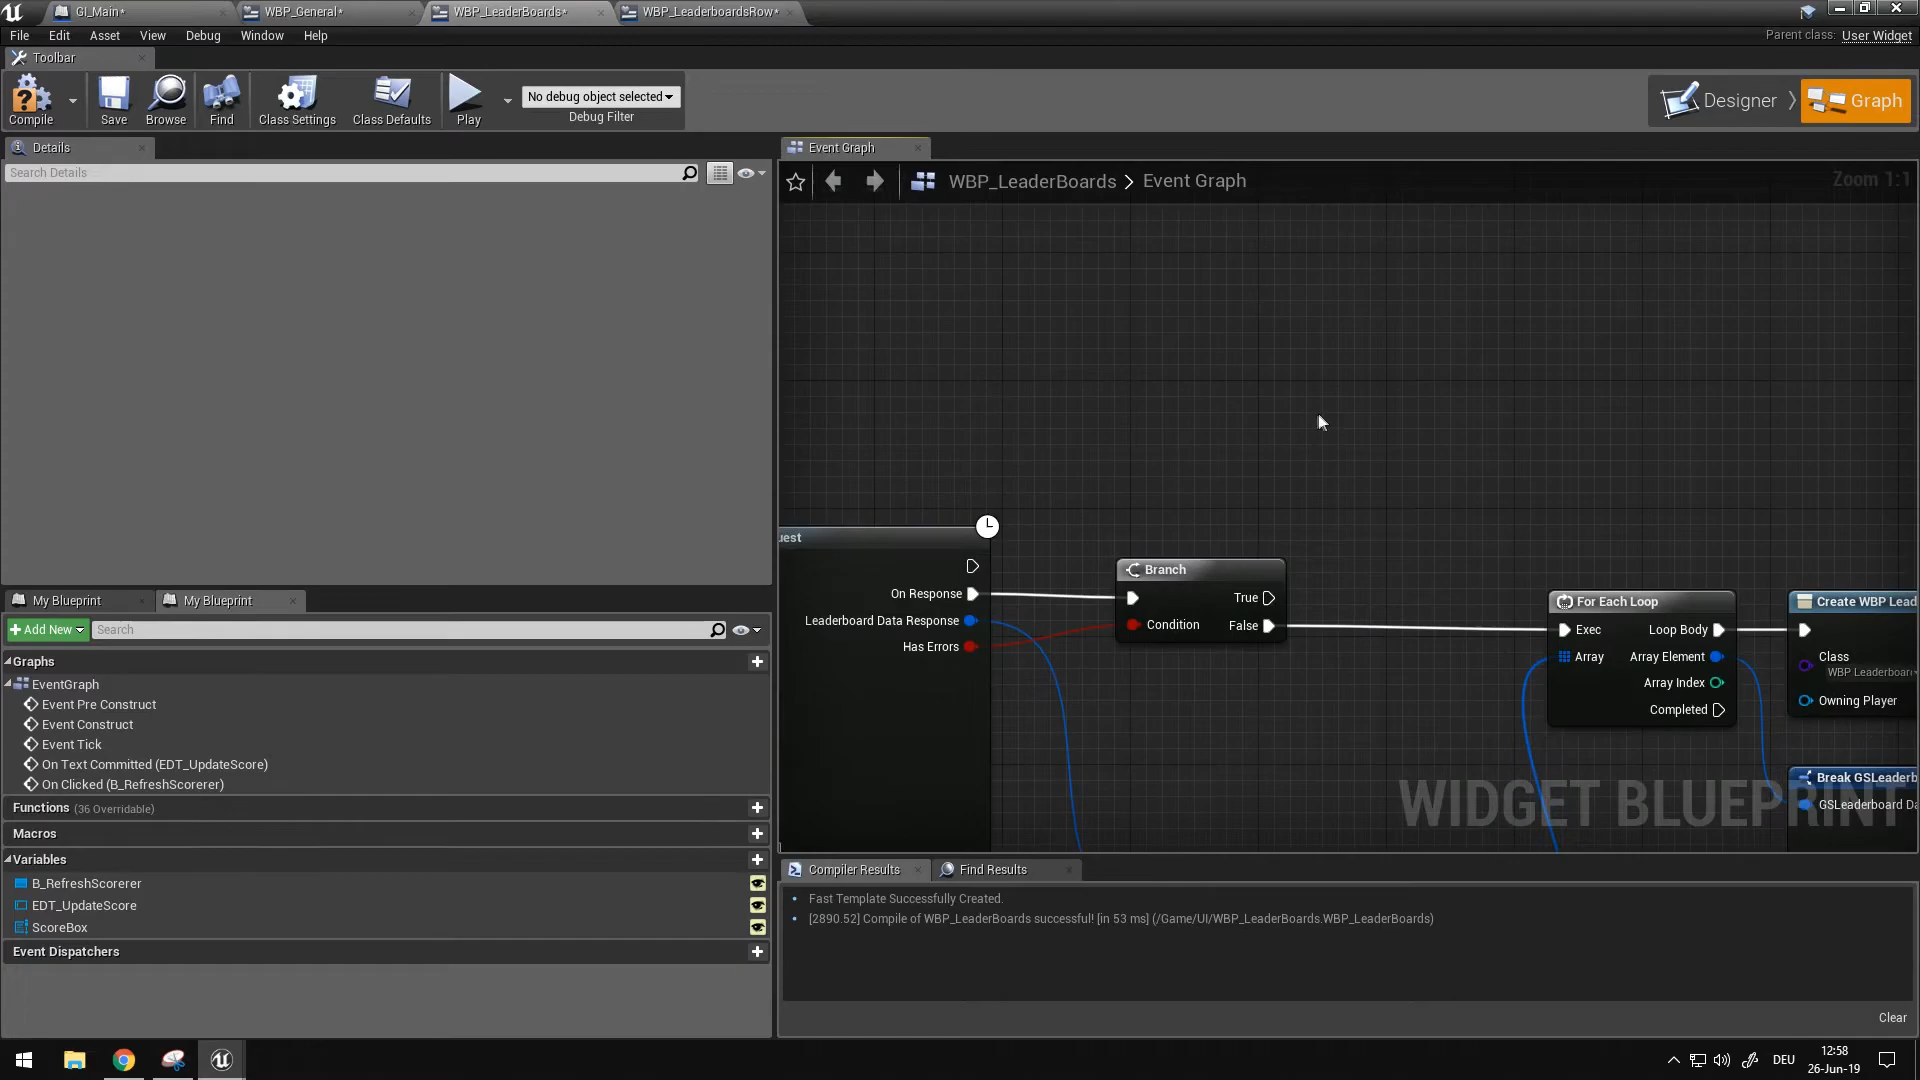 GI_Main*
WBP_General*
WBP_LeaderBoards*
WBP_LeaderboardsRow*
File Edit Asset View Debug Window Help
Parent class: User Widget
Toolbar
Compile
Save
Browse
Find
Class Settings
Class Defaults
Play
No debug object selected
Debug Filter
Designer
Graph
Details
Search Details
Event Graph
WBP_LeaderBoards > Event Graph
Zoom 1:1
uest
On Response
Leaderboard Data Response
Has Errors
Branch
True
Condition
False
For Each Loop
Exec
Loop Body
Array
Array Element
Array Index
Completed
Create WBP Lead
Class
WBP Leaderboar
Owning Player
Break GSLeaderb
GSLeaderboard Da
WIDGET BLUEPRINT
My Blueprint
My Blueprint
Add New
Search
Graphs
EventGraph
Event Pre Construct
Event Construct
Event Tick
On Text Committed (EDT_UpdateScore)
On Clicked (B_RefreshScorerer)
Functions (36 Overridable)
Macros
Variables
B_RefreshScorerer
EDT_UpdateScore
ScoreBox
Event Dispatchers
Compiler Results
Find Results
• Fast Template Successfully Created.
• [2890.52] Compile of WBP_LeaderBoards successful! [in 53 ms] (/Game/UI/WBP_LeaderBoards.WBP_LeaderBoards)
Clear
DEU
12:58
26-Jun-19